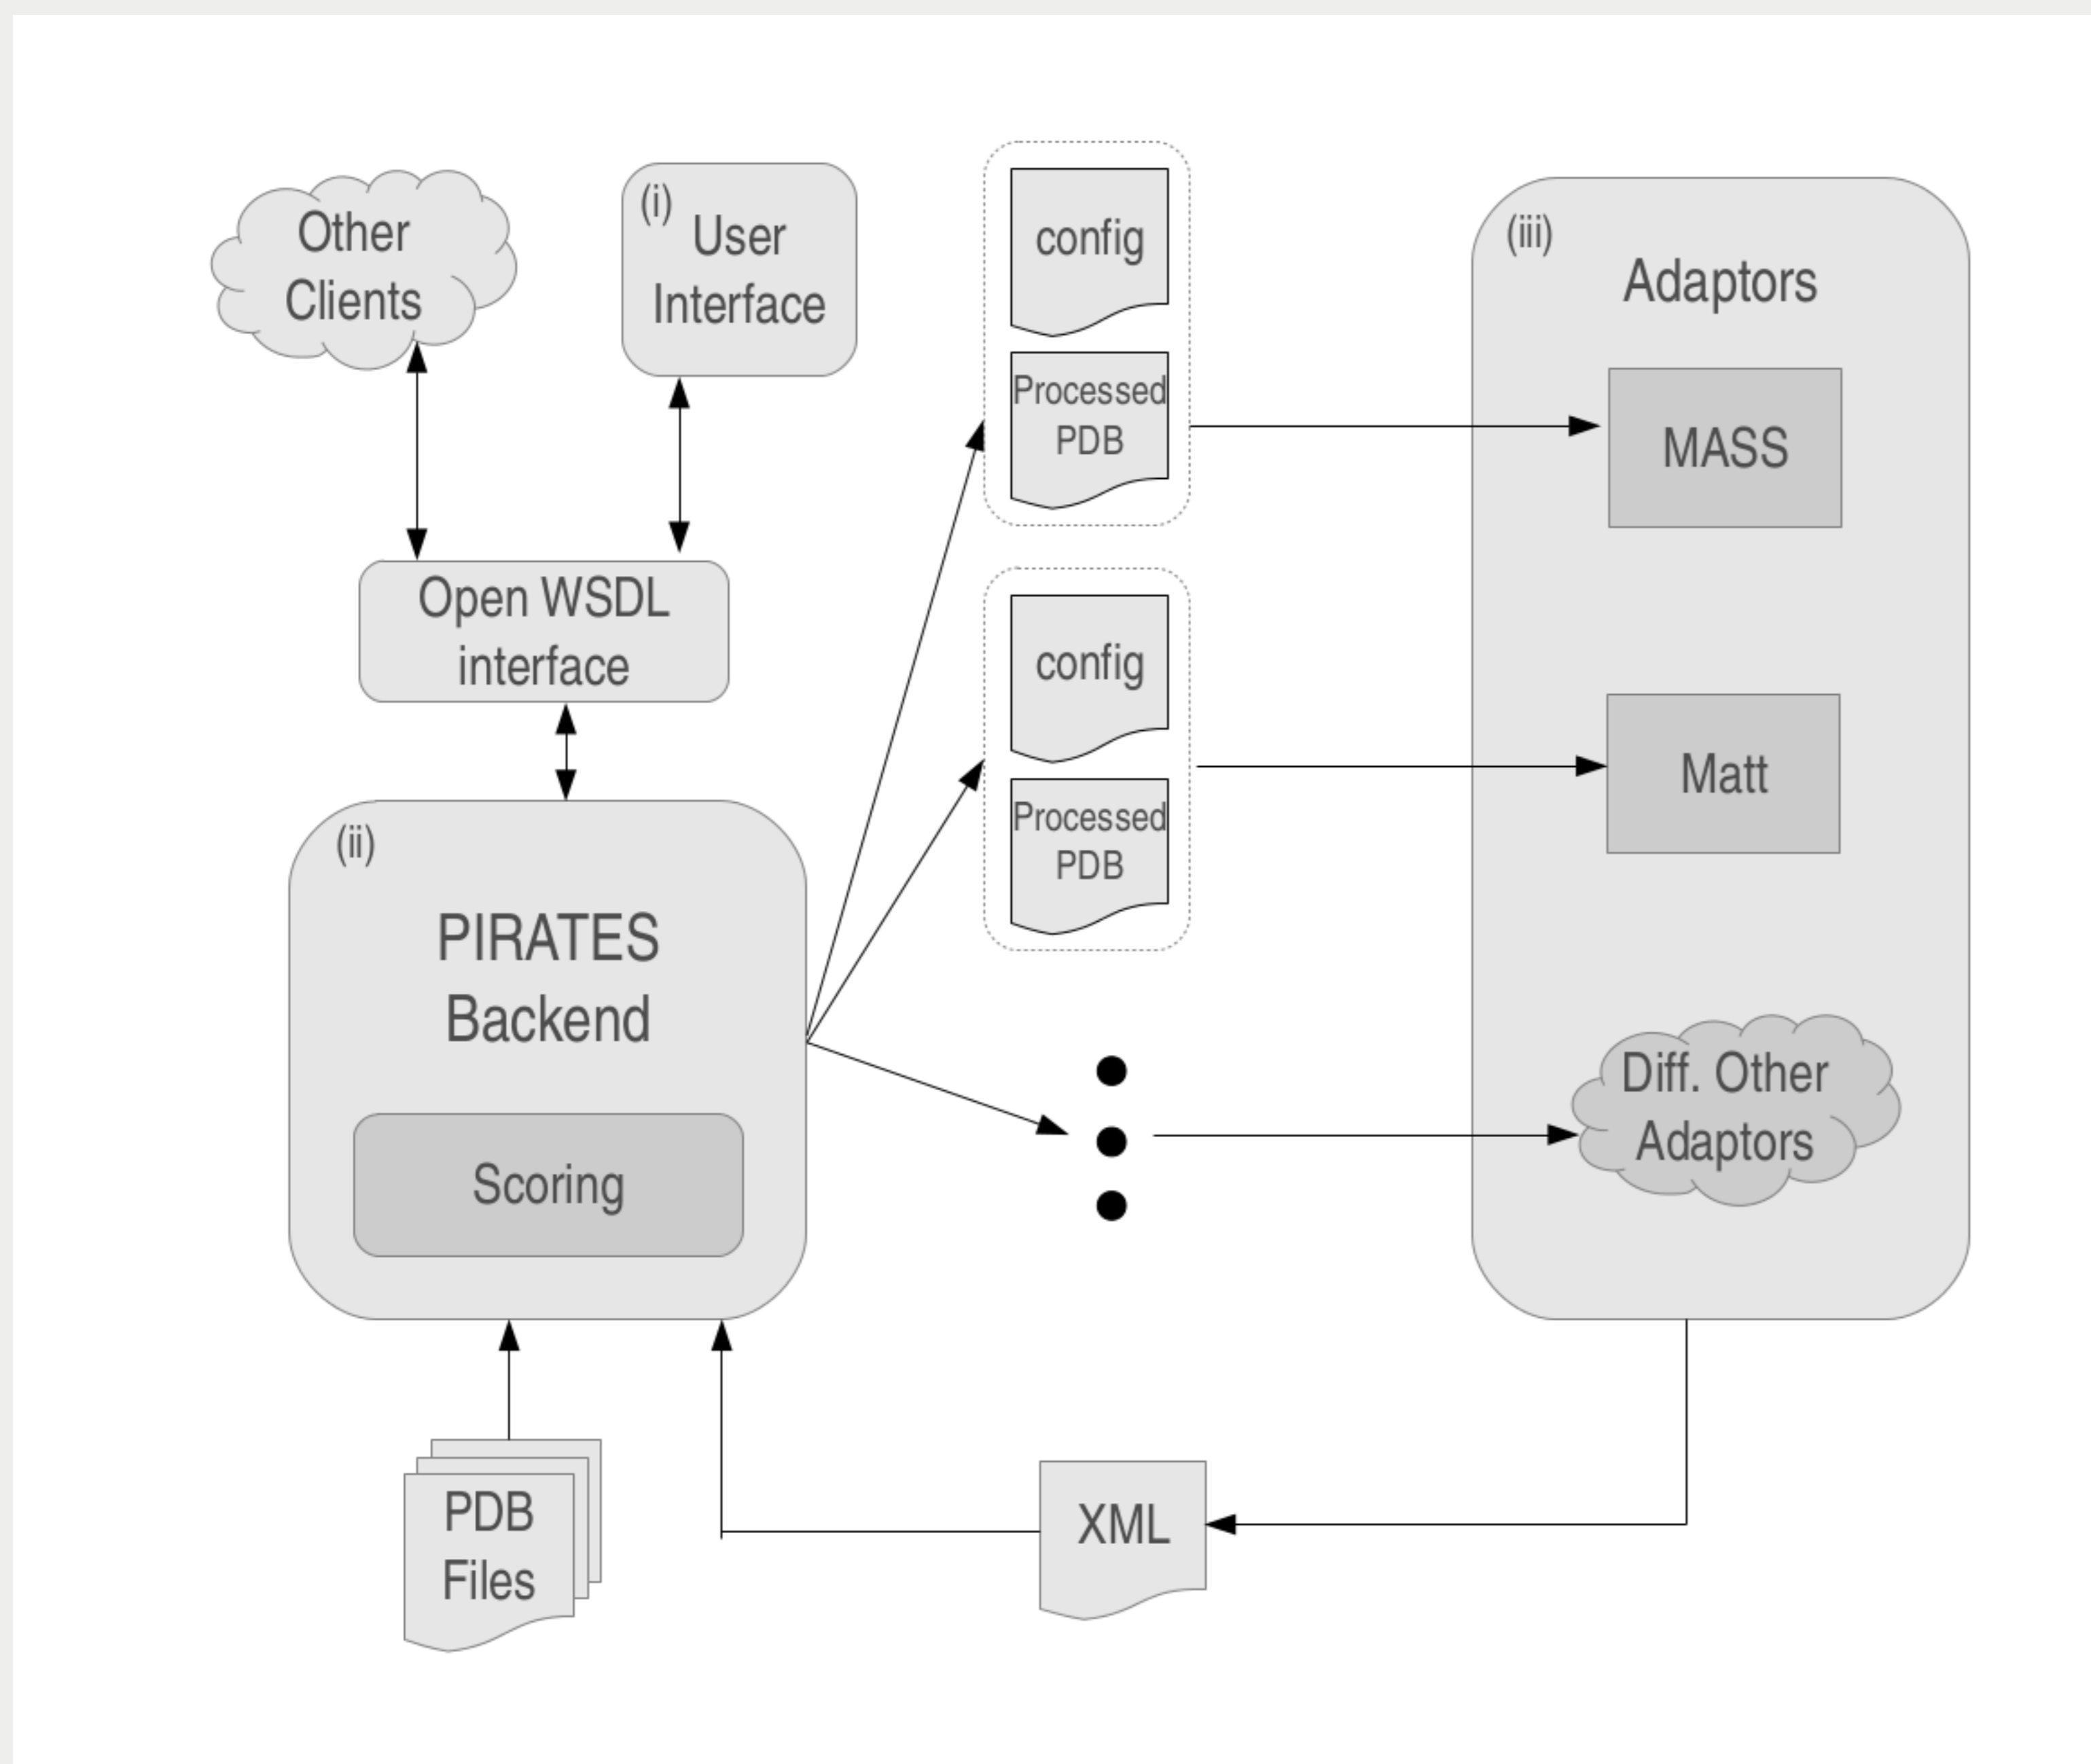 Other
Clients
(i)
User
Interface
Open WSDL
interface
(ii)
PIRATES
Backend
Scoring
PDB
Files
config
Processed
PDB
config
Processed
PDB
XML
(iii)
Adaptors
MASS
Matt
Diff. Other
Adaptors